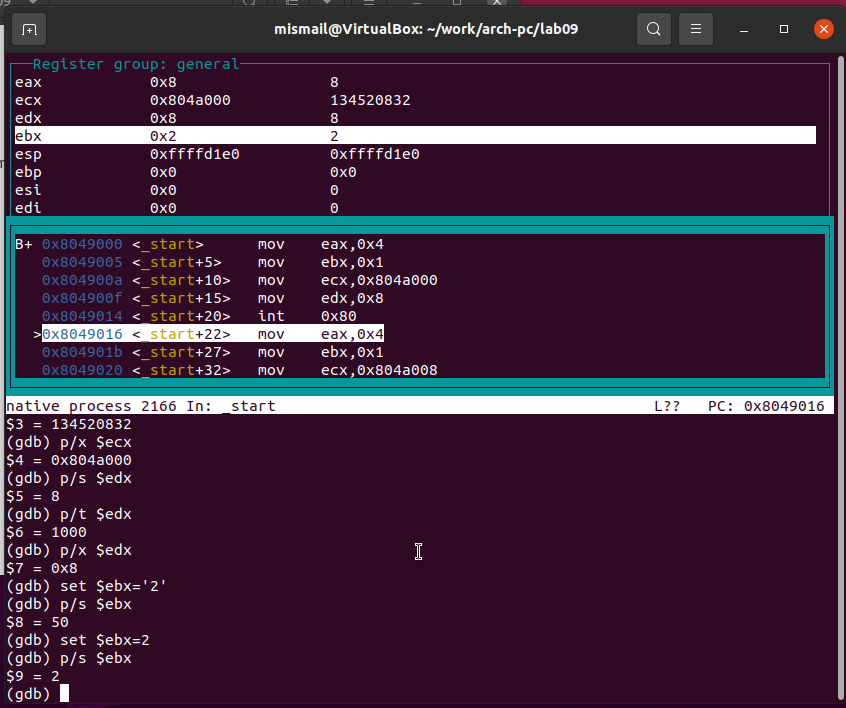 mismail@VirtualBox: ~/work/arch-pc/lab09
Register group: general
eax 0x8 8
ecx 0x804a000 134520832
edx 0x8 8
ebx 0x2 2
esp 0xffffd1e0 0xffffd1e0
ebp 0x0 0x0
esi 0x0 0
edi 0x0 0
B+ 0x8049000 <_start> mov eax,0x4
0x8049005 <_start+5> mov ebx,0x1
0x804900a <_start+10> mov ecx,0x804a000
0x804900f <_start+15> mov edx,0x8
0x8049014 <_start+20> int 0x80
>0x8049016 <_start+22> mov eax,0x4
0x804901b <_start+27> mov ebx,0x1
0x8049020 <_start+32> mov ecx,0x804a008
native process 2166 In: _start L?? PC: 0x8049016
$3 = 134520832
(gdb) p/x $ecx
$4 = 0x804a000
(gdb) p/s $edx
$5 = 8
(gdb) p/t $edx
$6 = 1000
(gdb) p/x $edx
$7 = 0x8
(gdb) set $ebx='2'
(gdb) p/s $ebx
$8 = 50
(gdb) set $ebx=2
(gdb) p/s $ebx
$9 = 2
(gdb)